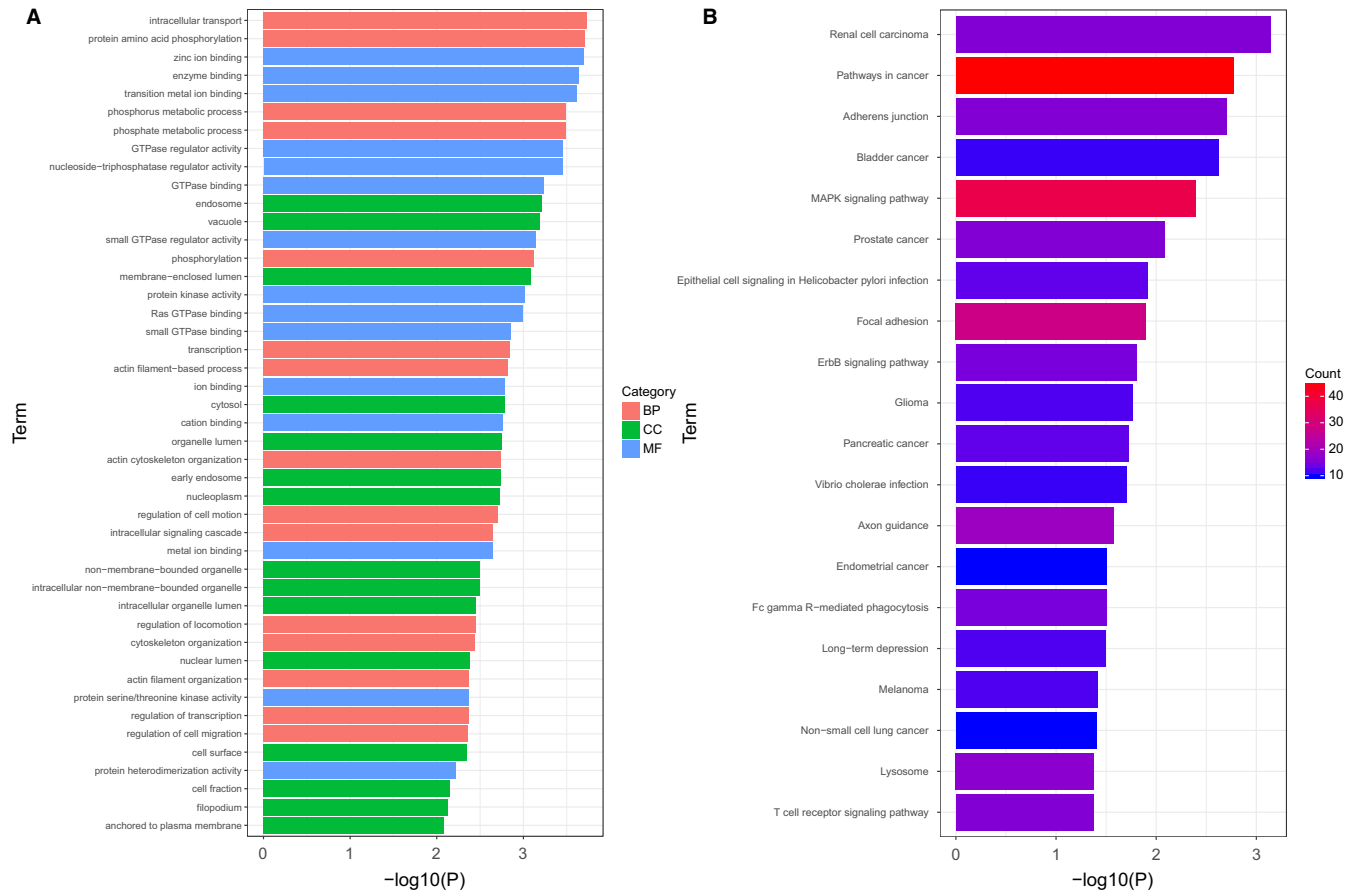 A
Term
intracellular transport
protein amino acid phosphorylation
zinc ion binding
enzyme binding
transition metal ion binding
phosphorus metabolic process
phosphate metabolic process
GTPase regulator activity
nucleoside−triphosphatase regulator activity
GTPase binding
endosome
vacuole
small GTPase regulator activity
phosphorylation
membrane−enclosed lumen
protein kinase activity
Ras GTPase binding
small GTPase binding
transcription
actin filament−based process
ion binding
cytosol
cation binding
organelle lumen
actin cytoskeleton organization
early endosome
nucleoplasm
regulation of cell motion
intracellular signaling cascade
metal ion binding
non−membrane−bounded organelle
intracellular non−membrane−bounded organelle
intracellular organelle lumen
regulation of locomotion
cytoskeleton organization
nuclear lumen
actin filament organization
protein serine/threonine kinase activity
regulation of transcription
regulation of cell migration
cell surface
protein heterodimerization activity
cell fraction
filopodium
anchored to plasma membrane
0 1 2 3
−log10(P)
Category
BP
CC
MF
B
Term
Renal cell carcinoma
Pathways in cancer
Adherens junction
Bladder cancer
MAPK signaling pathway
Prostate cancer
Epithelial cell signaling in Helicobacter pylori infection
Focal adhesion
ErbB signaling pathway
Glioma
Pancreatic cancer
Vibrio cholerae infection
Axon guidance
Endometrial cancer
Fc gamma R−mediated phagocytosis
Long−term depression
Melanoma
Non−small cell lung cancer
Lysosome
T cell receptor signaling pathway
0 1 2 3
−log10(P)
Count
40
30
20
10